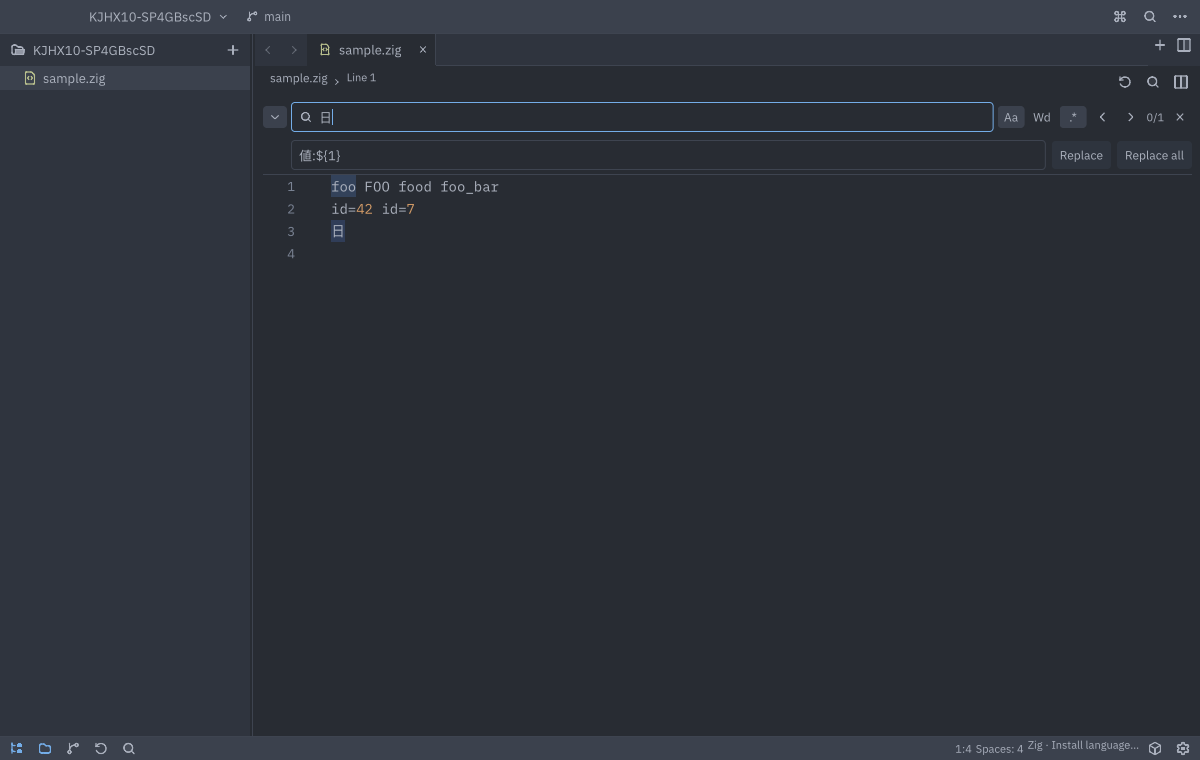 KJHX10-SP4GBscSD main
KJHX10-SP4GBscSD
sample.zig
sample.zig
sample.zig Line 1
日 Aa Wd .* 0/1
値:${1} Replace Replace all
1 foo FOO food foo_bar
2 id=42 id=7
3 日
4
1:4 Spaces: 4 Zig · Install language...